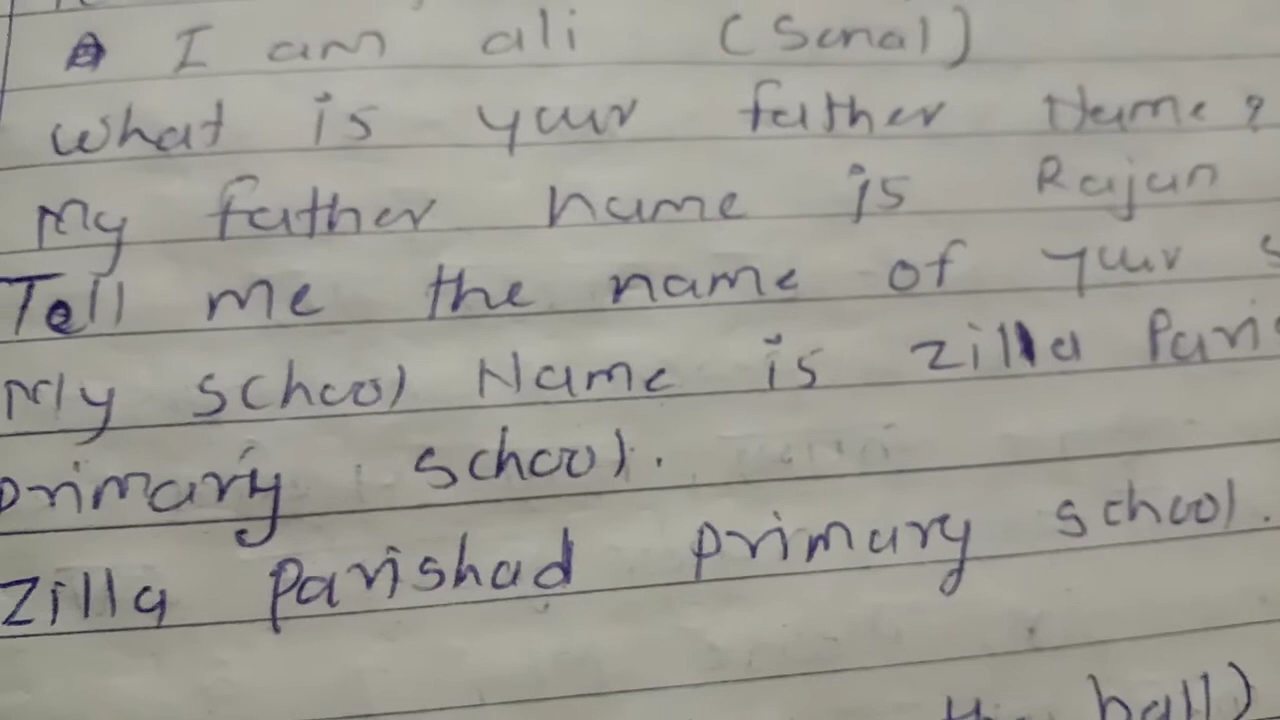 I am ali (Sonal)
What is your father Name?
My father name is Rajan
Tell me the name of your s
My school Name is zilla Pari
primary school.
Zilla Parishad primary school.
ball)